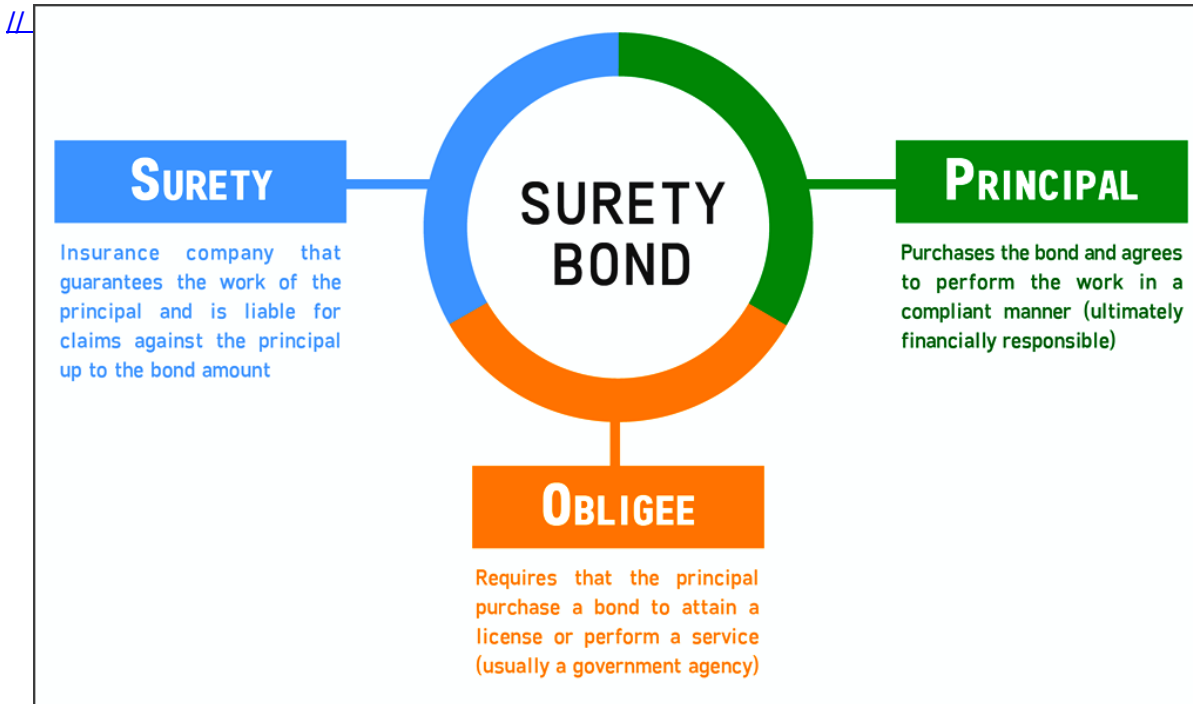 //
SURETY
BOND
SURETY
Insurance company that
guarantees the work of the
principal and is liable for
claims against the principal
up to the bond amount
PRINCIPAL
Purchases the bond and agrees
to perform the work in a
compliant manner (ultimately
financially responsible)
OBLIGEE
Requires that the principal
purchase a bond to attain a
license or perform a service
(usually a government agency)